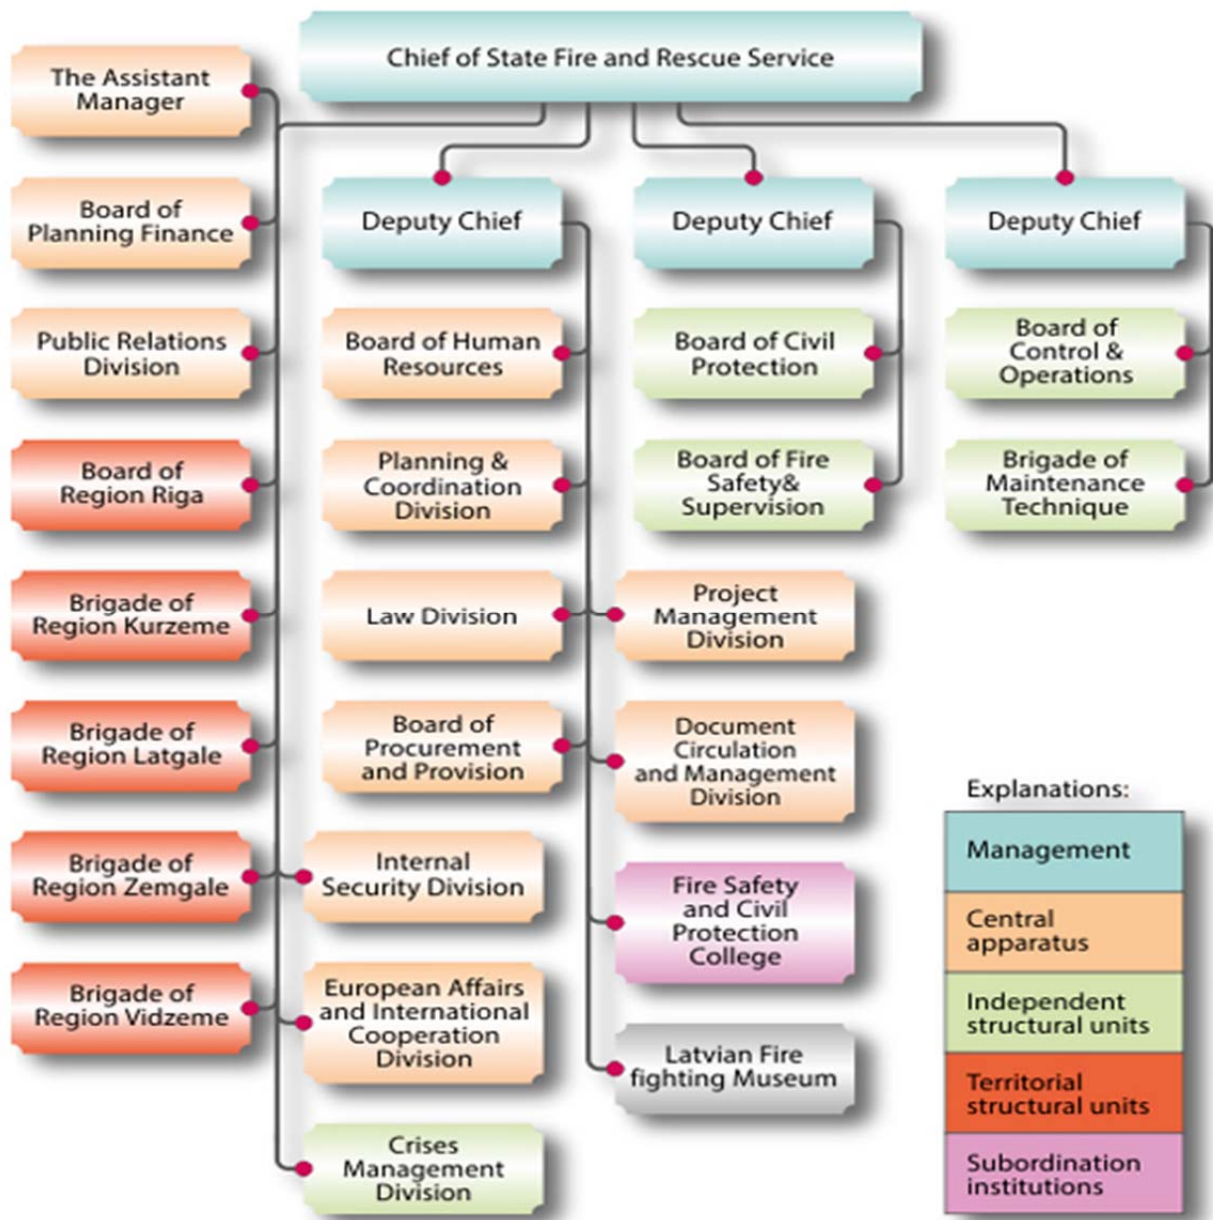 Chief of State Fire and Rescue Service
The Assistant
Manager
Board of
Planning Finance
Public Relations
Division
Board of
Region Riga
Brigade of
Region Kurzeme
Brigade of
Region Latgale
Brigade of
Region Zemgale
Brigade of
Region Vidzeme
Internal
Security Division
European Affairs
and International
Cooperation
Division
Crises
Management
Division
Deputy Chief
Board of Human
Resources
Planning &
Coordination
Division
Law Division
Board of
Procurement
and Provision
Project
Management
Division
Document
Circulation
and Management
Division
Fire Safety
and Civil
Protection
College
Latvian Fire
fighting Museum
Deputy Chief
Board of Civil
Protection
Board of Fire
Safety&
Supervision
Deputy Chief
Board of
Control &
Operations
Brigade of
Maintenance
Technique
Explanations:
Management
Central
apparatus
Independent
structural units
Territorial
structural units
Subordination
institutions